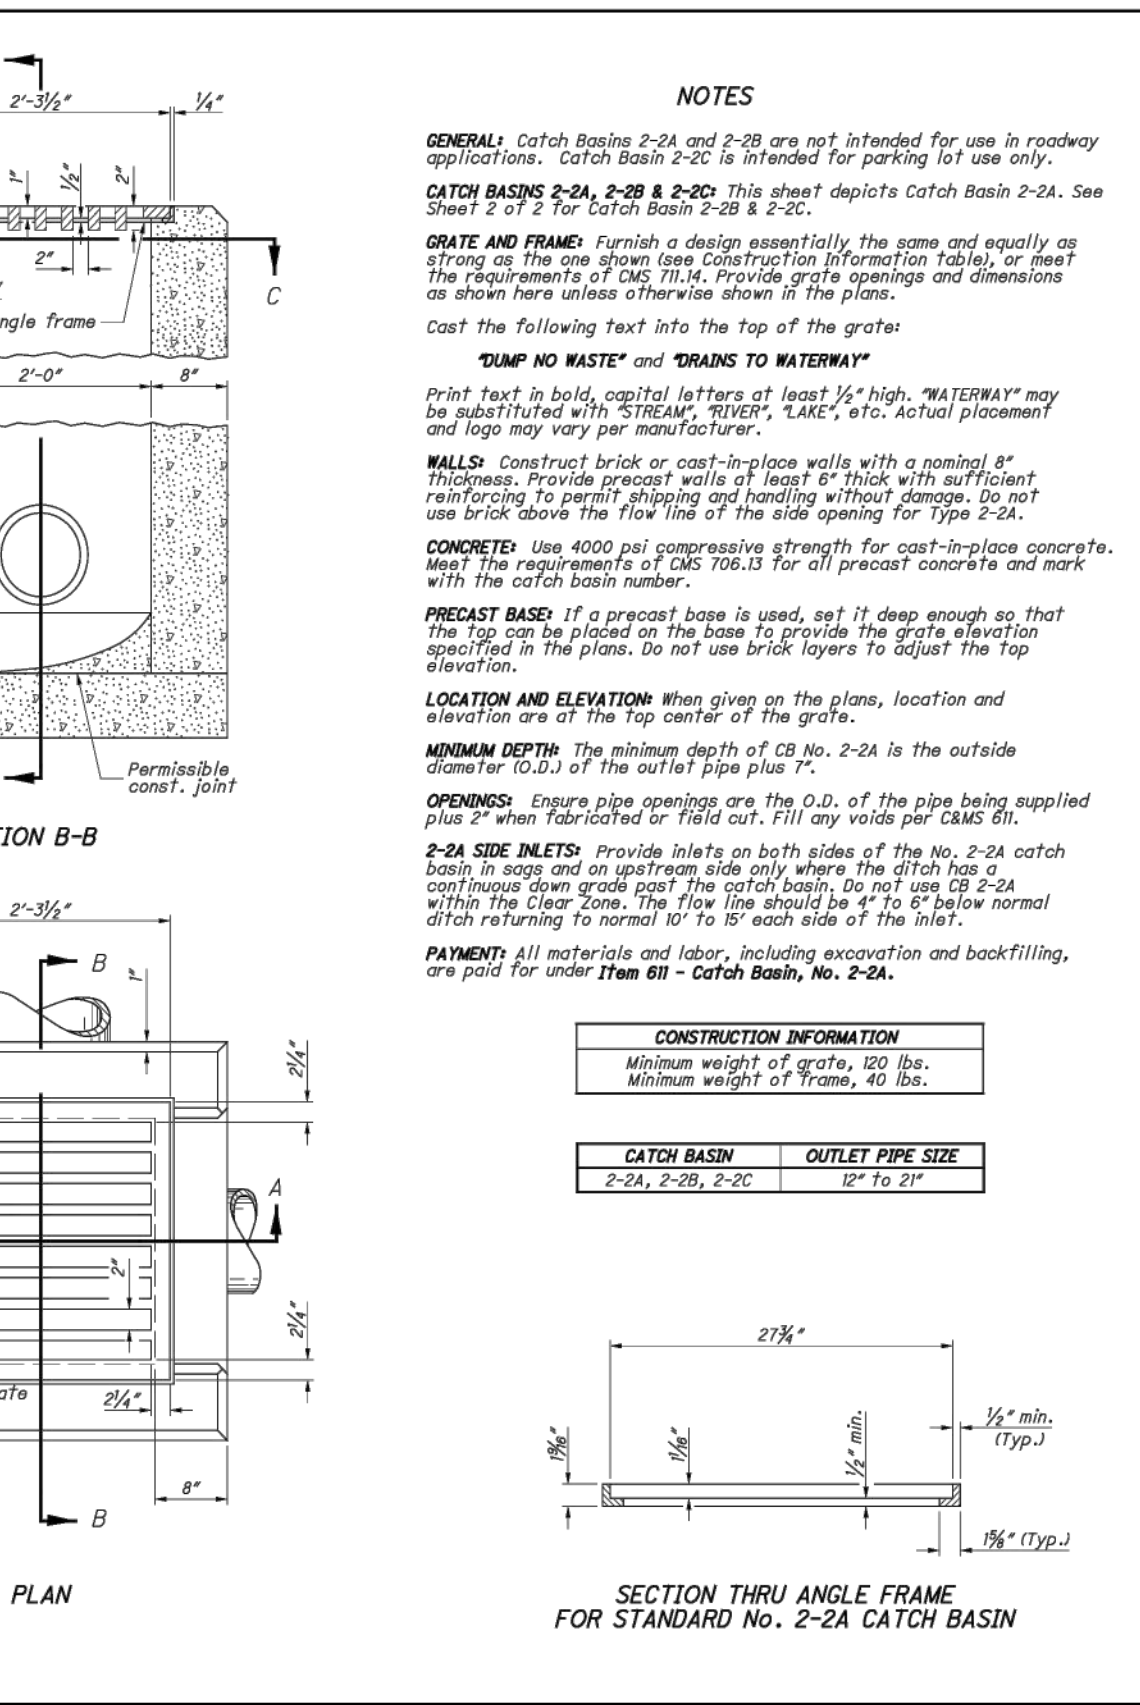 2'-3½"
¼"
1"
½"
2"
2"
C
ngle frame
2'-0"
8"
Permissible
const. joint
TION B-B
2'-3½"
B
1"
2¼"
A
2"
2¼"
ate
2¼"
8"
B
PLAN
NOTES
GENERAL: Catch Basins 2-2A and 2-2B are not intended for use in roadway
applications. Catch Basin 2-2C is intended for parking lot use only.
CATCH BASINS 2-2A, 2-2B & 2-2C: This sheet depicts Catch Basin 2-2A. See
Sheet 2 of 2 for Catch Basin 2-2B & 2-2C.
GRATE AND FRAME: Furnish a design essentially the same and equally as
strong as the one shown (see Construction Information table), or meet
the requirements of CMS 711.14. Provide grate openings and dimensions
as shown here unless otherwise shown in the plans.
Cast the following text into the top of the grate:
"DUMP NO WASTE" and "DRAINS TO WATERWAY"
Print text in bold, capital letters at least ½" high. "WATERWAY" may
be substituted with "STREAM", "RIVER", "LAKE", etc. Actual placement
and logo may vary per manufacturer.
WALLS: Construct brick or cast-in-place walls with a nominal 8"
thickness. Provide precast walls at least 6" thick with sufficient
reinforcing to permit shipping and handling without damage. Do not
use brick above the flow line of the side opening for Type 2-2A.
CONCRETE: Use 4000 psi compressive strength for cast-in-place concrete.
Meet the requirements of CMS 706.13 for all precast concrete and mark
with the catch basin number.
PRECAST BASE: If a precast base is used, set it deep enough so that
the top can be placed on the base to provide the grate elevation
specified in the plans. Do not use brick layers to adjust the top
elevation.
LOCATION AND ELEVATION: When given on the plans, location and
elevation are at the top center of the grate.
MINIMUM DEPTH: The minimum depth of CB No. 2-2A is the outside
diameter (O.D.) of the outlet pipe plus 7".
OPENINGS: Ensure pipe openings are the O.D. of the pipe being supplied
plus 2" when fabricated or field cut. Fill any voids per C&MS 611.
2-2A SIDE INLETS: Provide inlets on both sides of the No. 2-2A catch
basin in sags and on upstream side only where the ditch has a
continuous down grade past the catch basin. Do not use CB 2-2A
within the Clear Zone. The flow line should be 4" to 6" below normal
ditch returning to normal 10' to 15' each side of the inlet.
PAYMENT: All materials and labor, including excavation and backfilling,
are paid for under Item 611 - Catch Basin, No. 2-2A.
CONSTRUCTION INFORMATION
Minimum weight of grate, 120 lbs.
Minimum weight of frame, 40 lbs.
CATCH BASIN OUTLET PIPE SIZE
2-2A, 2-2B, 2-2C 12" to 21"
27¾"
½" min.
(Typ.)
1 9/16"
1 1/16"
½" min.
1⅝" (Typ.)
SECTION THRU ANGLE FRAME
FOR STANDARD No. 2-2A CATCH BASIN